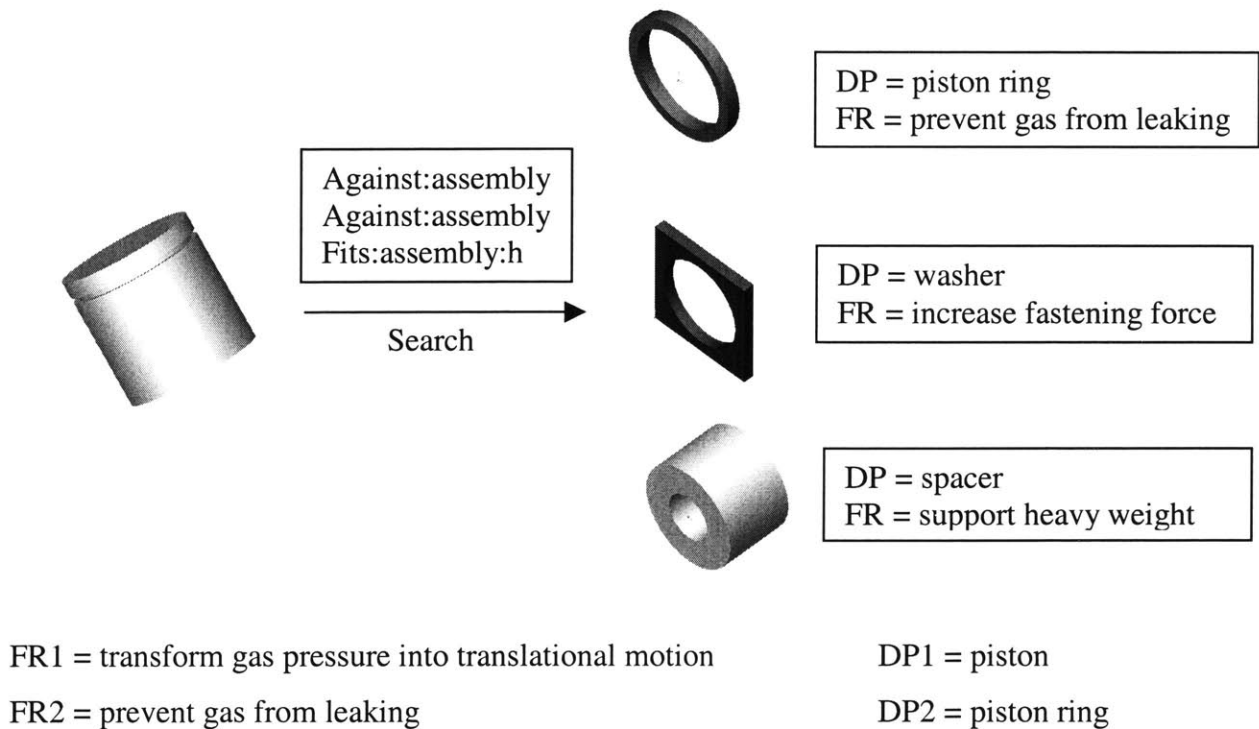 DP = piston ring
FR = prevent gas from leaking
Against:assembly
Against:assembly
Fits:assembly:h
Search
DP = washer
FR = increase fastening force
DP = spacer
FR = support heavy weight
FR1 = transform gas pressure into translational motion
DP1 = piston
FR2 = prevent gas from leaking
DP2 = piston ring